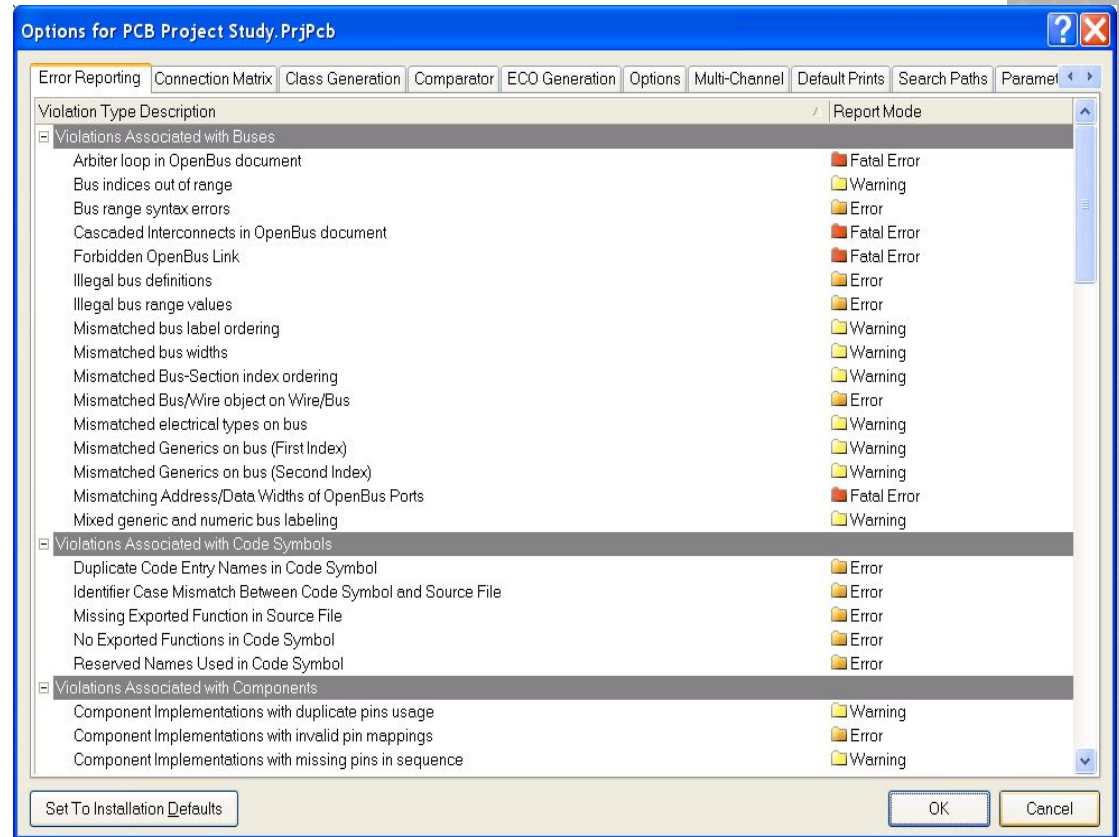 Options for PCB Project Study.PrjPcb
Error Reporting Connection Matrix Class Generation Comparator ECO Generation Options Multi-Channel Default Prints Search Paths Paramet
Violation Type Description Report Mode
Violations Associated with Buses
Arbiter loop in OpenBus document Fatal Error
Bus indices out of range Warning
Bus range syntax errors Error
Cascaded Interconnects in OpenBus document Fatal Error
Forbidden OpenBus Link Fatal Error
Illegal bus definitions Error
Illegal bus range values Error
Mismatched bus label ordering Warning
Mismatched bus widths Warning
Mismatched Bus-Section index ordering Warning
Mismatched Bus/Wire object on Wire/Bus Error
Mismatched electrical types on bus Warning
Mismatched Generics on bus (First Index) Warning
Mismatched Generics on bus (Second Index) Warning
Mismatching Address/Data Widths of OpenBus Ports Fatal Error
Mixed generic and numeric bus labeling Warning
Violations Associated with Code Symbols
Duplicate Code Entry Names in Code Symbol Error
Identifier Case Mismatch Between Code Symbol and Source File Error
Missing Exported Function in Source File Error
No Exported Functions in Code Symbol Error
Reserved Names Used in Code Symbol Error
Violations Associated with Components
Component Implementations with duplicate pins usage Warning
Component Implementations with invalid pin mappings Error
Component Implementations with missing pins in sequence Warning
Set To Installation Defaults OK Cancel